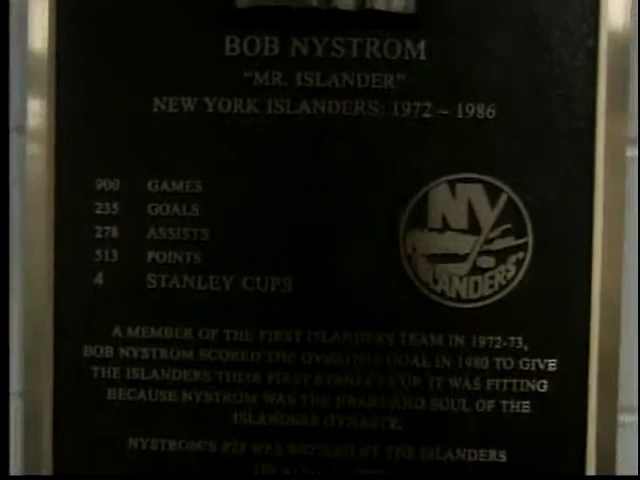 BOB NYSTROM
"MR. ISLANDER"
NEW YORK ISLANDERS: 1972 – 1986
900 GAMES
235 GOALS
278 ASSISTS
513 POINTS
4 STANLEY CUPS
NY
ISLANDERS
A MEMBER OF THE FIRST ISLANDERS TEAM IN 1972-73,
BOB NYSTROM SCORED THE OVERTIME GOAL IN 1980 TO GIVE
THE ISLANDERS THEIR FIRST STANLEY CUP. IT WAS FITTING
BECAUSE NYSTROM WAS THE HEART AND SOUL OF THE
ISLANDERS DYNASTY.
NYSTROM'S #23 WAS RETIRED BY THE ISLANDERS